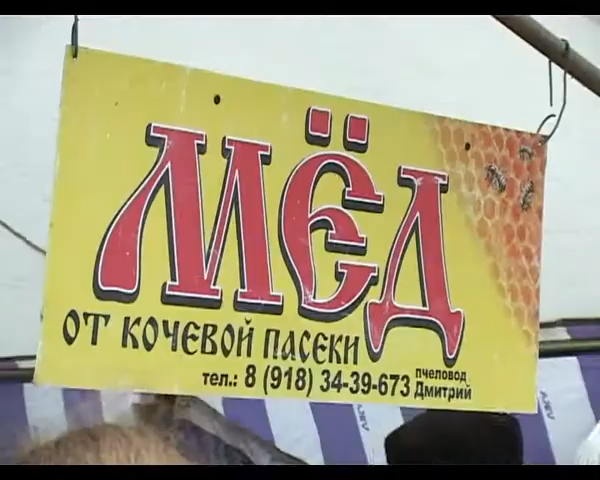 МЁД
ОТ КОЧЕВОЙ ПАСЕКИ
тел.: 8 (918) 34-39-673 пчеловод Дмитрий